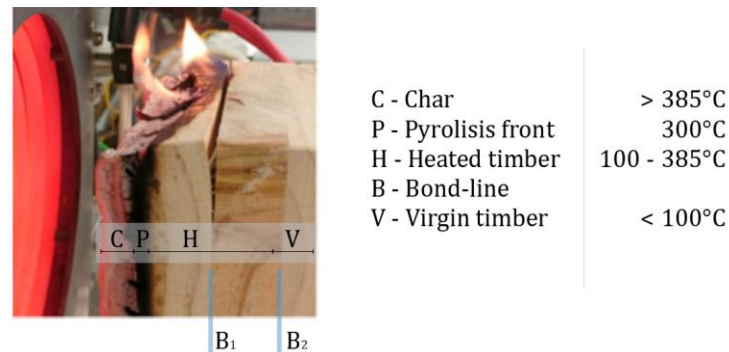 C P H V
B1 B2
C - Char > 385°C
P - Pyrolisis front 300°C
H - Heated timber 100 - 385°C
B - Bond-line
V - Virgin timber < 100°C